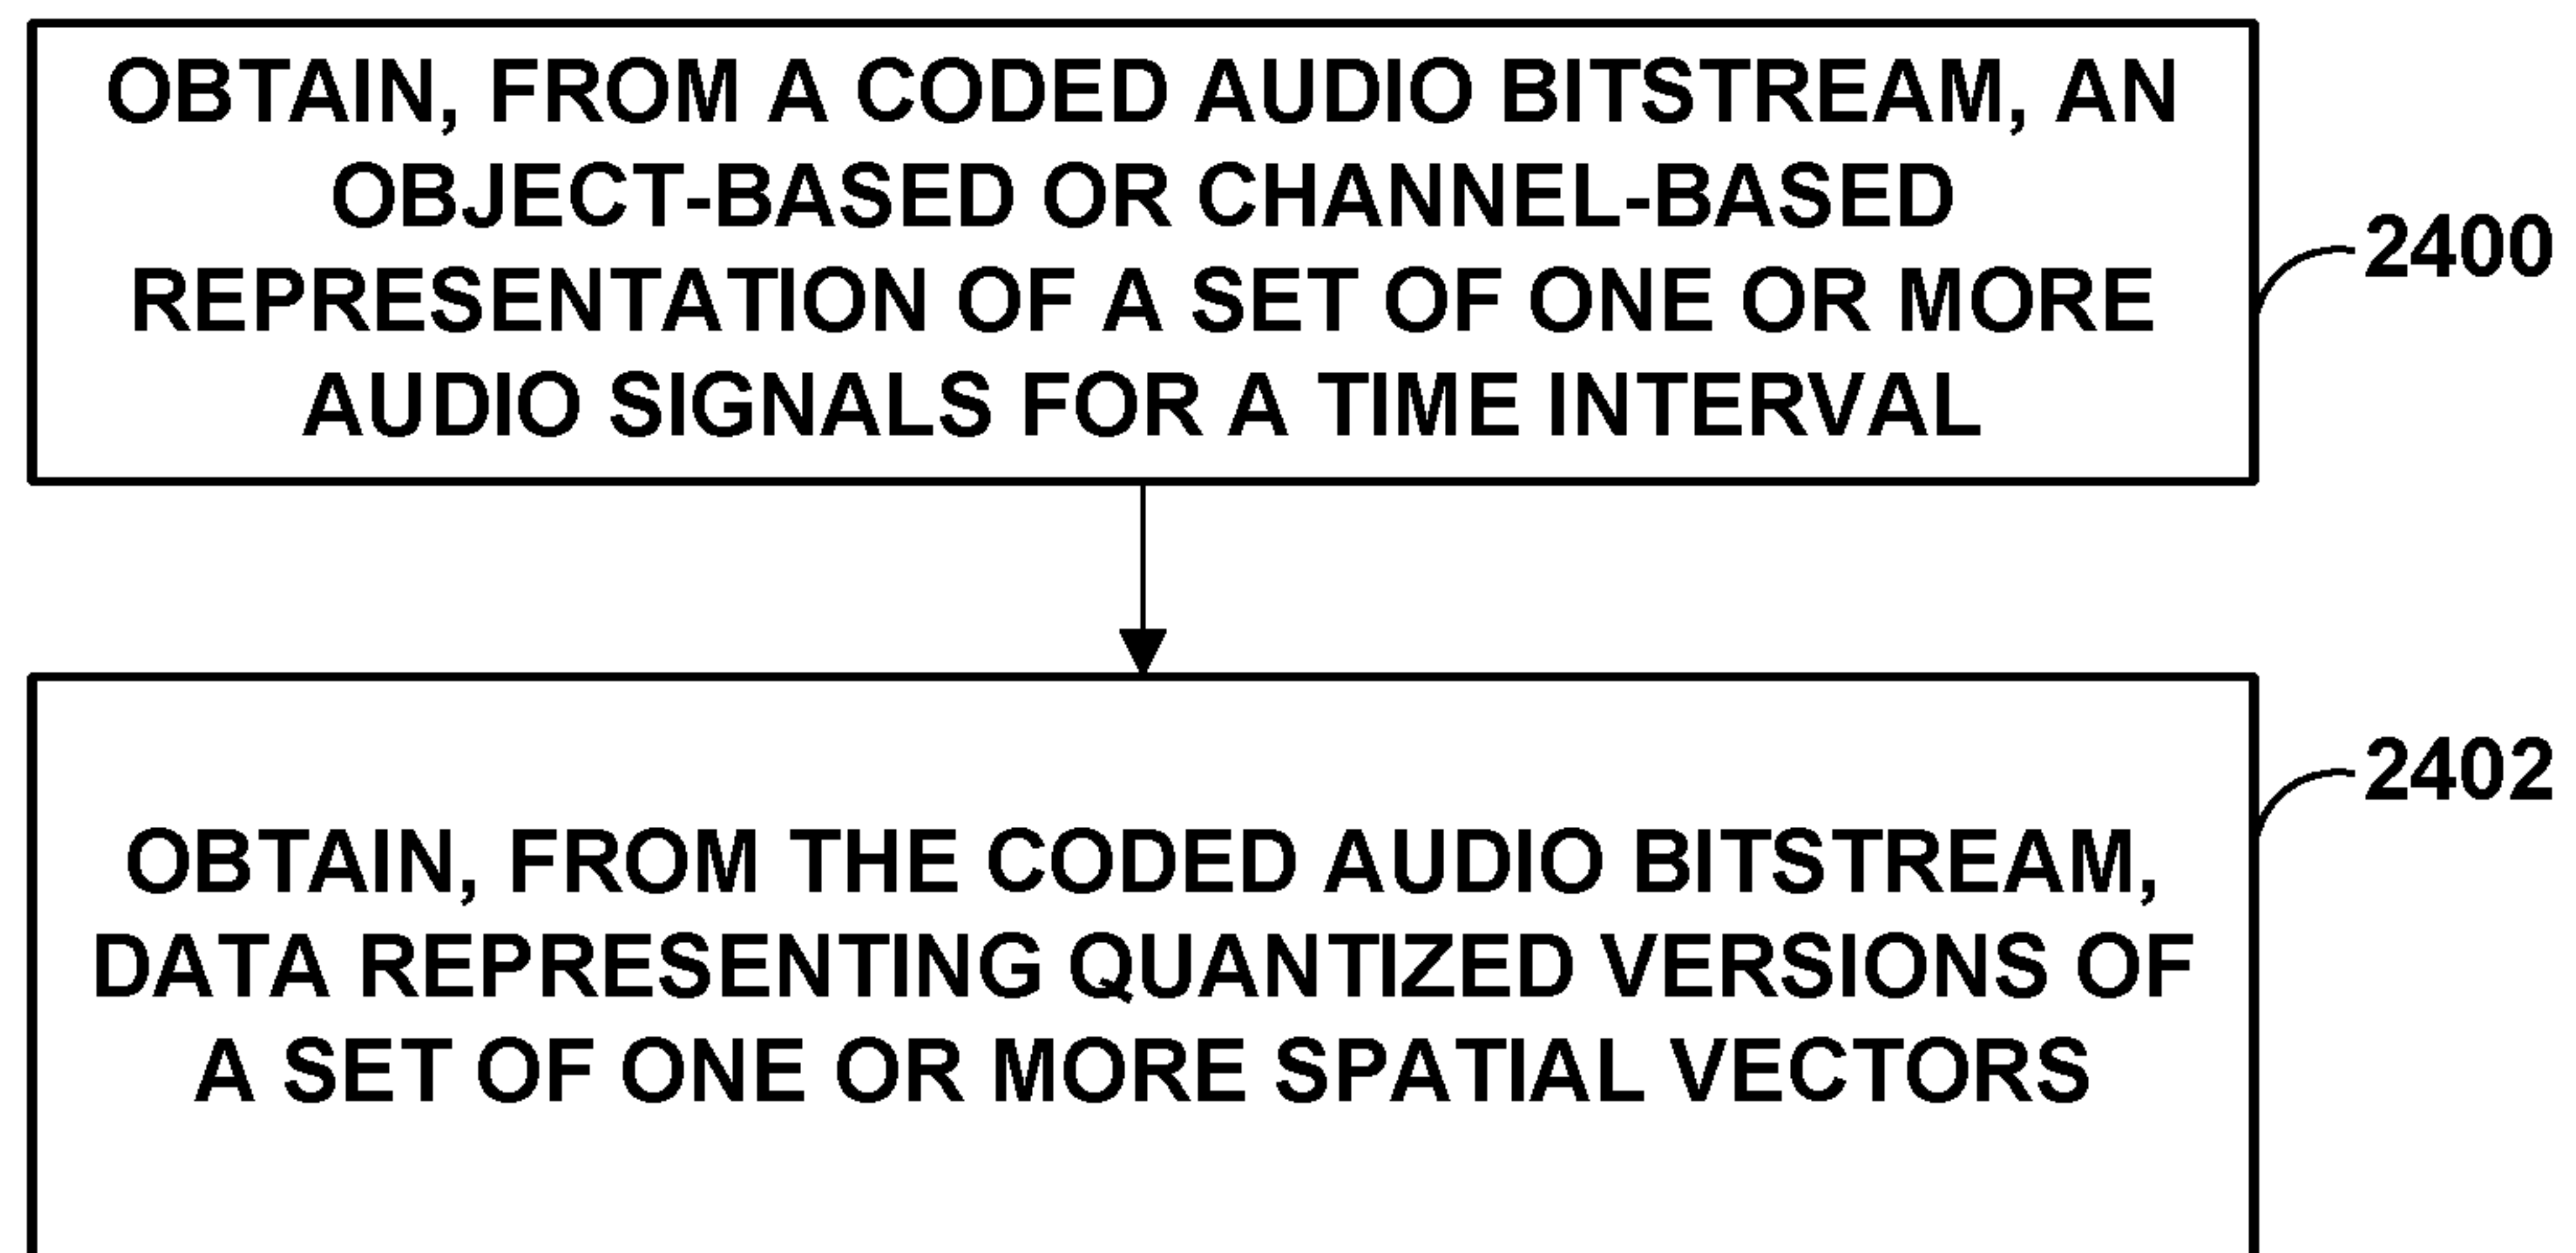 OBTAIN, FROM A CODED AUDIO BITSTREAM, AN
OBJECT-BASED OR CHANNEL-BASED
REPRESENTATION OF A SET OF ONE OR MORE
AUDIO SIGNALS FOR A TIME INTERVAL
2400
OBTAIN, FROM THE CODED AUDIO BITSTREAM,
DATA REPRESENTING QUANTIZED VERSIONS OF
A SET OF ONE OR MORE SPATIAL VECTORS
2402